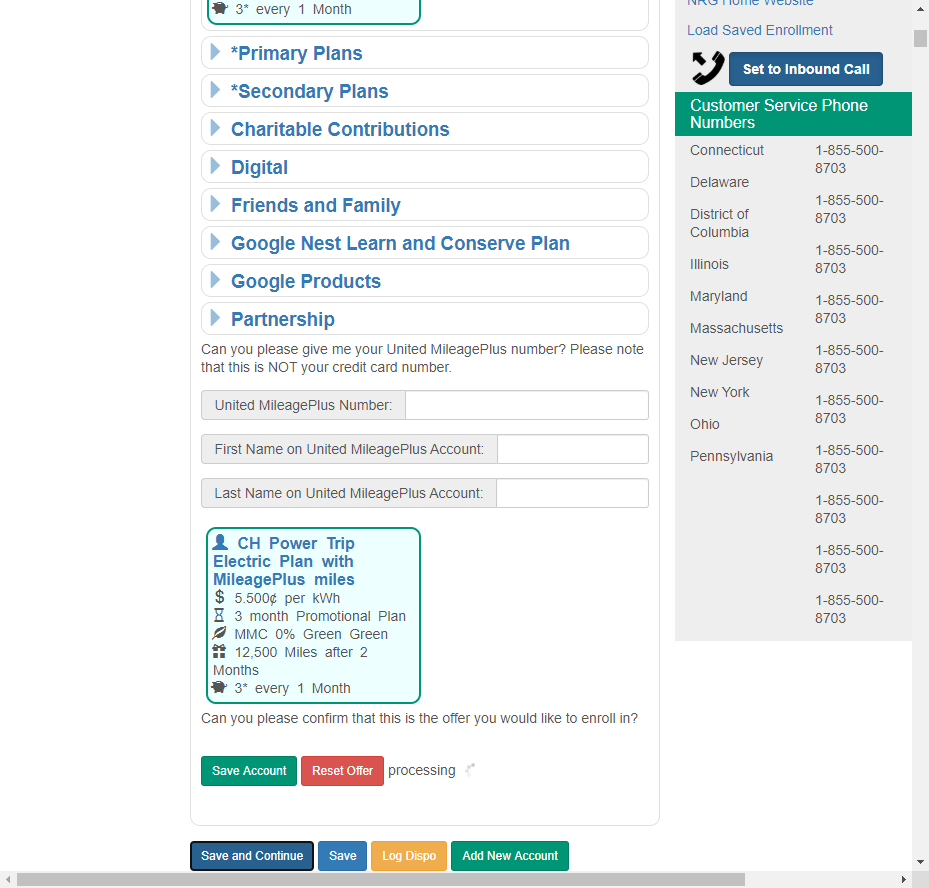 3* every 1 Month
*Primary Plans
*Secondary Plans
Charitable Contributions
Digital
Friends and Family
Google Nest Learn and Conserve Plan
Google Products
Partnership
Can you please give me your United MileagePlus number? Please note
that this is NOT your credit card number.
United MileagePlus Number:
First Name on United MileagePlus Account:
Last Name on United MileagePlus Account:
CH Power Trip
Electric Plan with
MileagePlus miles
$ 5.500¢ per kWh
3 month Promotional Plan
MMC 0% Green Green
12,500 Miles after 2
Months
3* every 1 Month
Can you please confirm that this is the offer you would like to enroll in?
Save Account
Reset Offer
processing
Save and Continue
Save
Log Dispo
Add New Account
NRG Home Website
Load Saved Enrollment
Set to Inbound Call
Customer Service Phone
Numbers
Connecticut
Delaware
District of
Columbia
Illinois
Maryland
Massachusetts
New Jersey
New York
Ohio
Pennsylvania
1-855-500-
8703
1-855-500-
8703
1-855-500-
8703
1-855-500-
8703
1-855-500-
8703
1-855-500-
8703
1-855-500-
8703
1-855-500-
8703
1-855-500-
8703
1-855-500-
8703